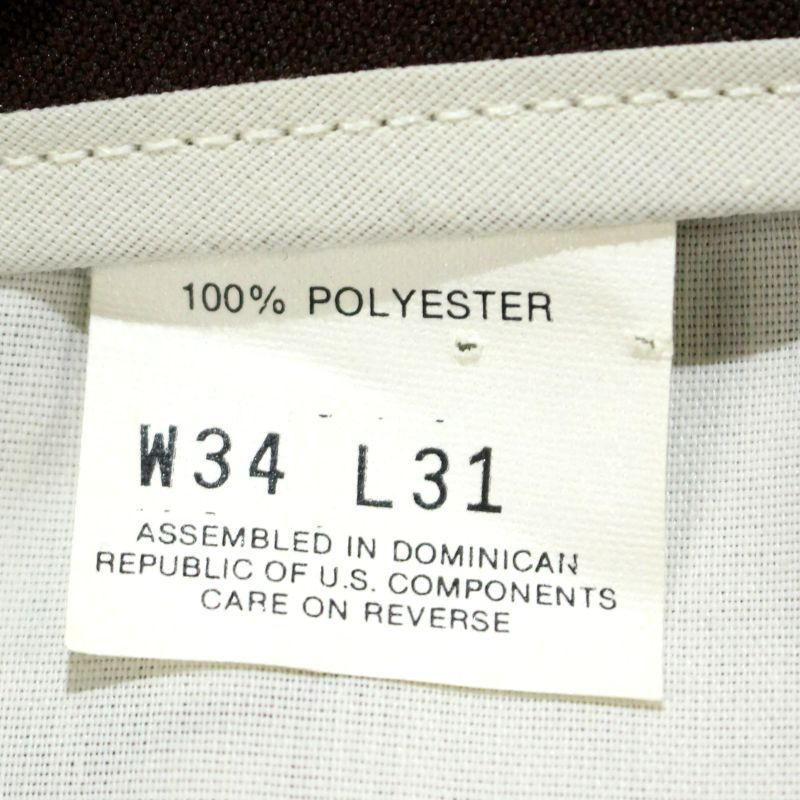 100% POLYESTER
W34 L31
ASSEMBLED IN DOMINICAN
REPUBLIC OF U.S. COMPONENTS
CARE ON REVERSE